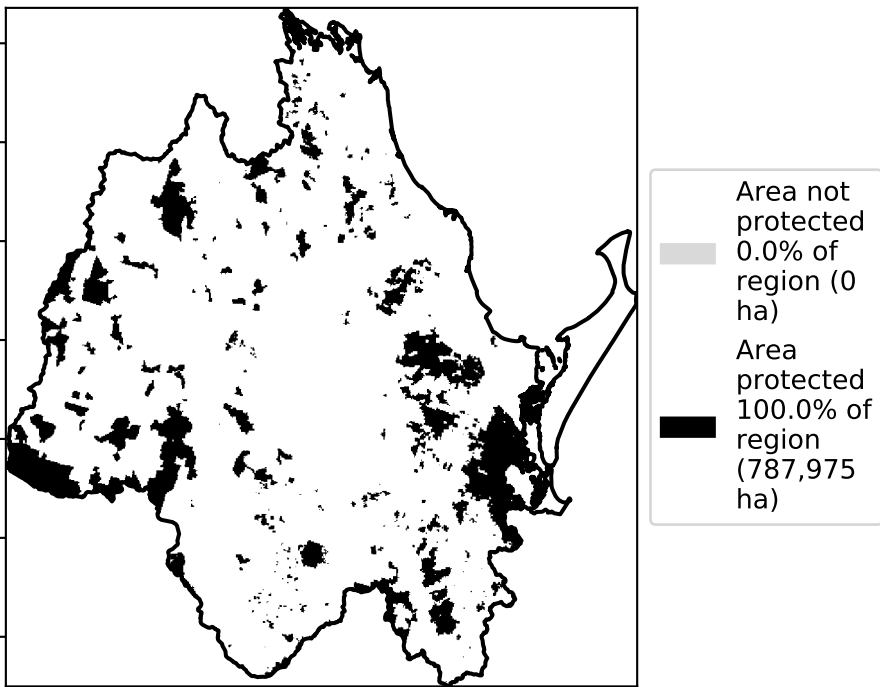 Area not
protected
0.0% of
region (0
ha)
Area
protected
100.0% of
region
(787,975
ha)